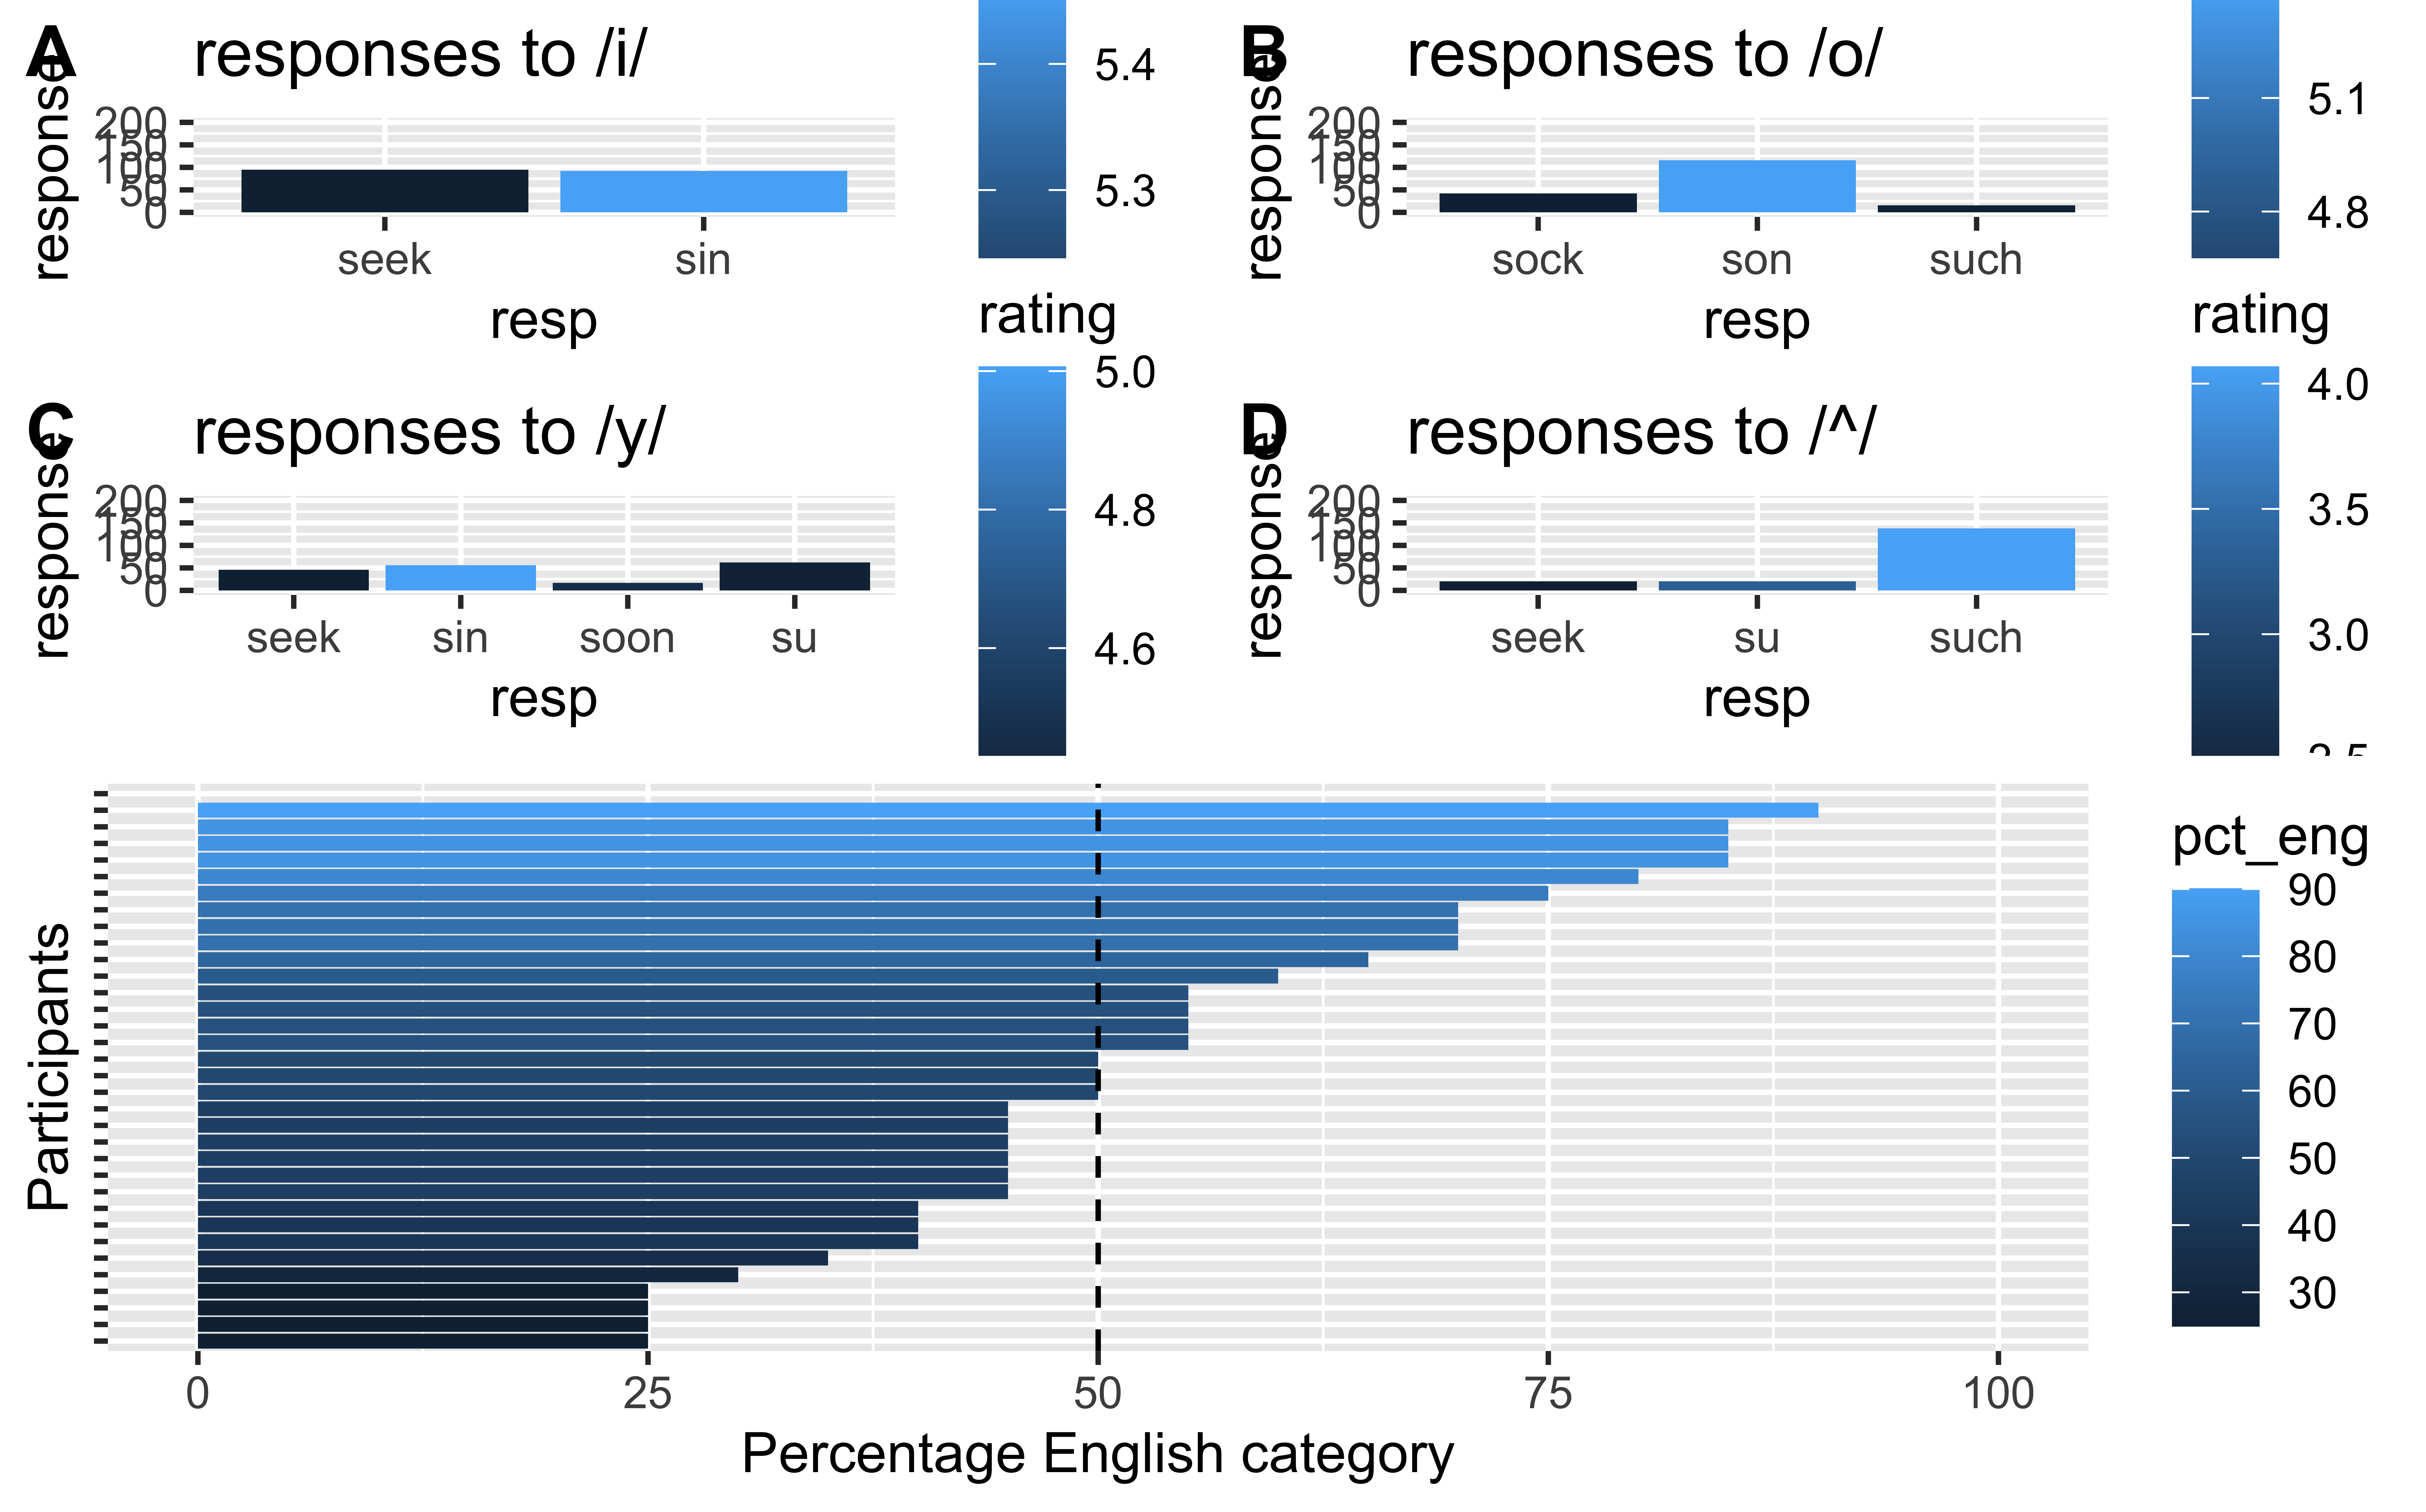 A
responses to /i/
response
200
150
100
50
0
seek sin
resp
5.4
5.3
B
responses to /o/
response
200
150
100
50
0
sock son such
resp
5.1
4.8
C
responses to /y/
response
200
150
100
50
0
seek sin soon su
resp
rating
5.0
4.8
4.6
D
responses to /^/
response
200
150
100
50
0
seek su such
resp
rating
4.0
3.5
3.0
Participants
0 25 50 75 100
Percentage English category
pct_eng
90
80
70
60
50
40
30